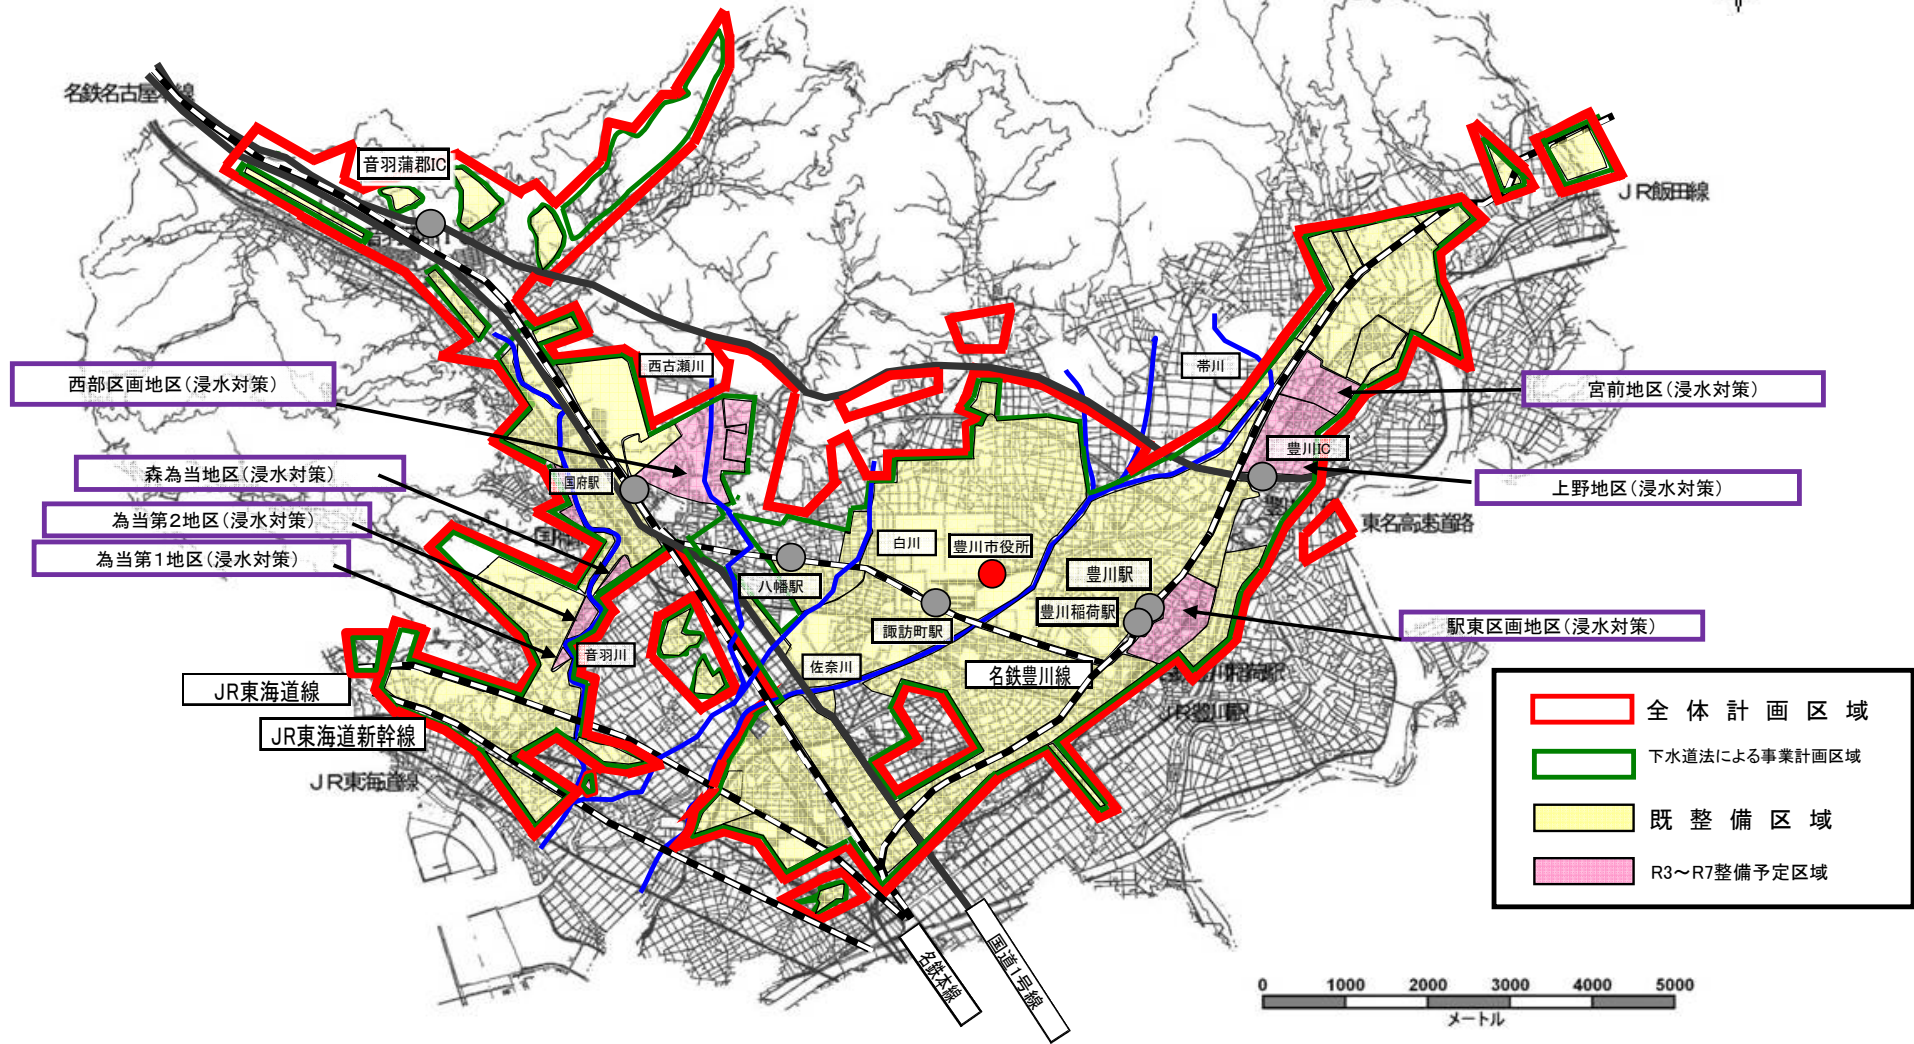 名鉄名古屋本線
音羽蒲郡IC
JR飯田線
西古瀬川
帯川
西部区画地区(浸水対策)
宮前地区(浸水対策)
豊川IC
森為当地区(浸水対策)
国府駅
上野地区(浸水対策)
為当第2地区(浸水対策)
東名高速道路
白川
豊川市役所
為当第1地区(浸水対策)
八幡駅
豊川駅
豊川稲荷駅
諏訪町駅
駅東区画地区(浸水対策)
音羽川
佐奈川
名鉄豊川線
JR東海道線
JR東海道新幹線
JR豊川駅
JR東海道線
全体計画区域
下水道法による事業計画区域
既整備区域
R3～R7整備予定区域
名鉄本線
国道1号線
0 1000 2000 3000 4000 5000
メートル